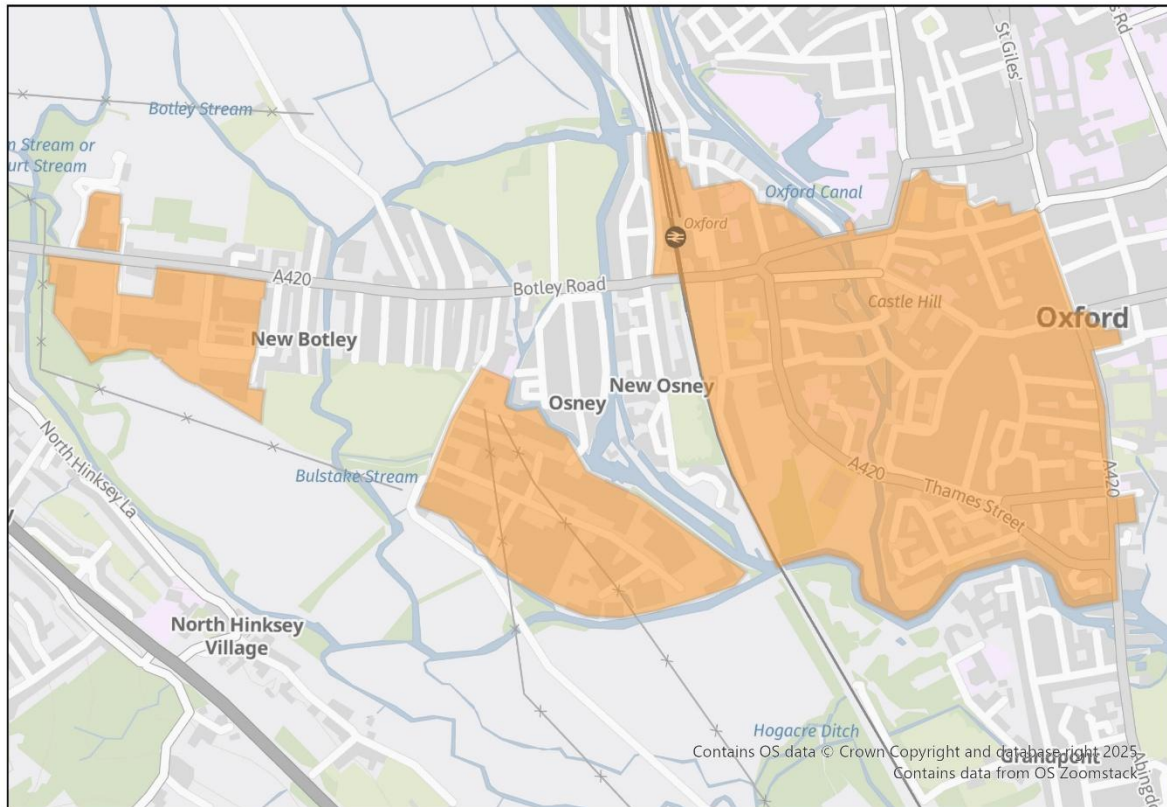 St Giles'
s Rd
Botley Stream
n Stream or
urt Stream
Oxford Canal
Oxford
A420
Botley Road
Castle Hill
Oxford
New Botley
New Osney
Osney
A420
Thames Street
A420
Bulstake Stream
North Hinksey La
North Hinksey
Village
Hogacre Ditch
Grandpont
Abingd
Contains OS data © Crown Copyright and database right 2025
Contains data from OS Zoomstack